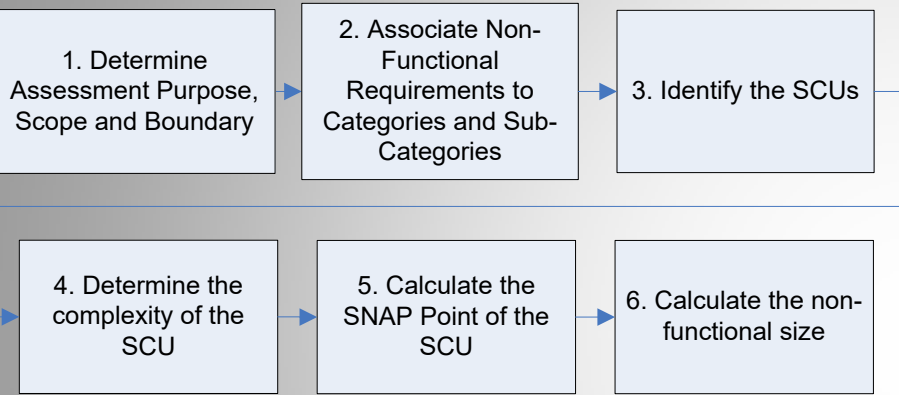 1. Determine
Assessment Purpose,
Scope and Boundary
2. Associate Non-
Functional
Requirements to
Categories and Sub-
Categories
3. Identify the SCUs
4. Determine the
complexity of the
SCU
5. Calculate the
SNAP Point of the
SCU
6. Calculate the non-
functional size